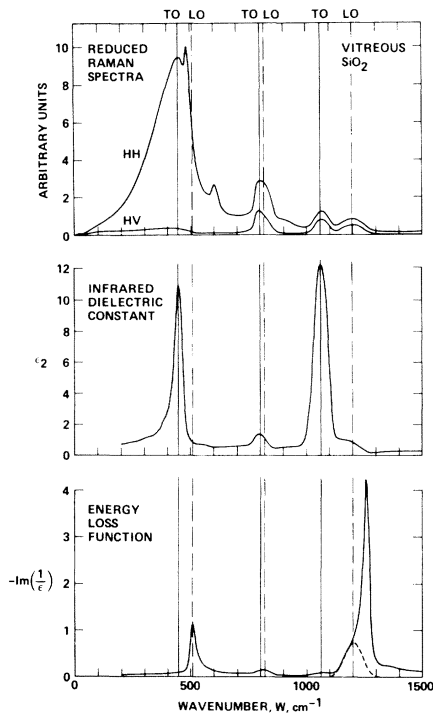 TO LO TO LO TO LO
REDUCED
RAMAN
SPECTRA
VITREOUS
SiO2
ARBITRARY UNITS
10
8
6
4
2
0
HH
HV
INFRARED
DIELECTRIC
CONSTANT
ϵ2
12
10
8
6
4
2
0
ENERGY
LOSS
FUNCTION
-Im(1/ϵ)
4
3
2
1
0
0 500 1000 1500
WAVENUMBER, W, cm-1